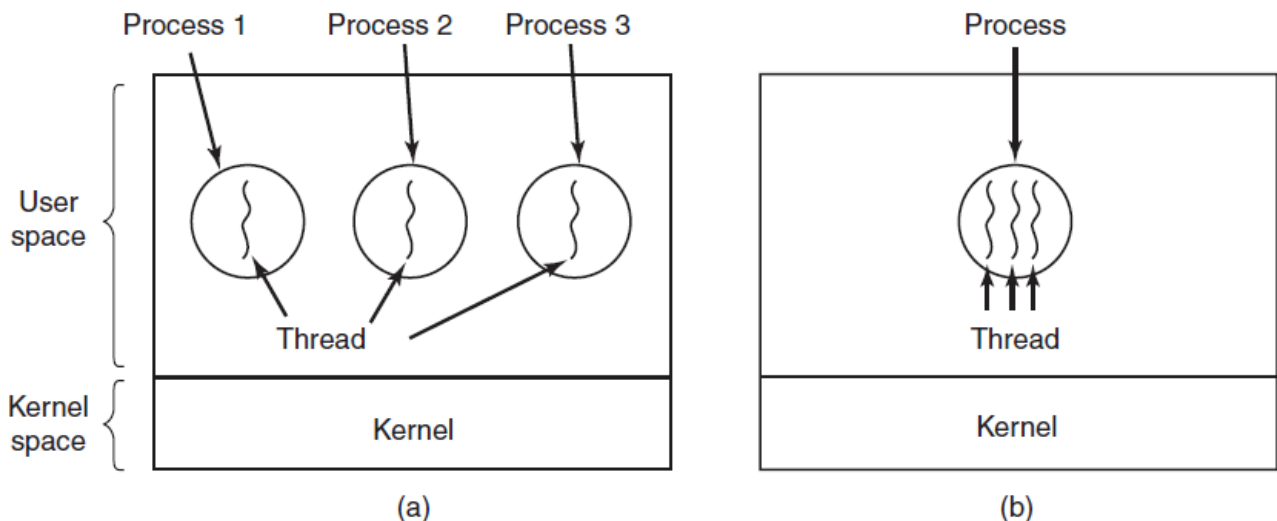 Process 1 Process 2 Process 3 Process
User
space
Thread Thread
Kernel
space
Kernel Kernel
(a) (b)